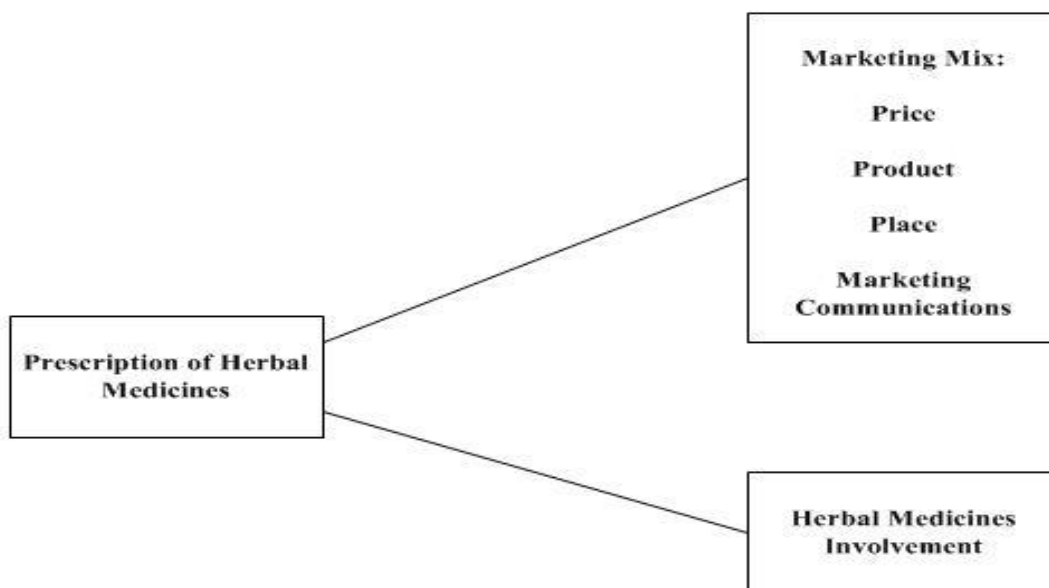 Marketing Mix:
Price
Product
Place
Marketing
Communications
Prescription of Herbal
Medicines
Herbal Medicines
Involvement